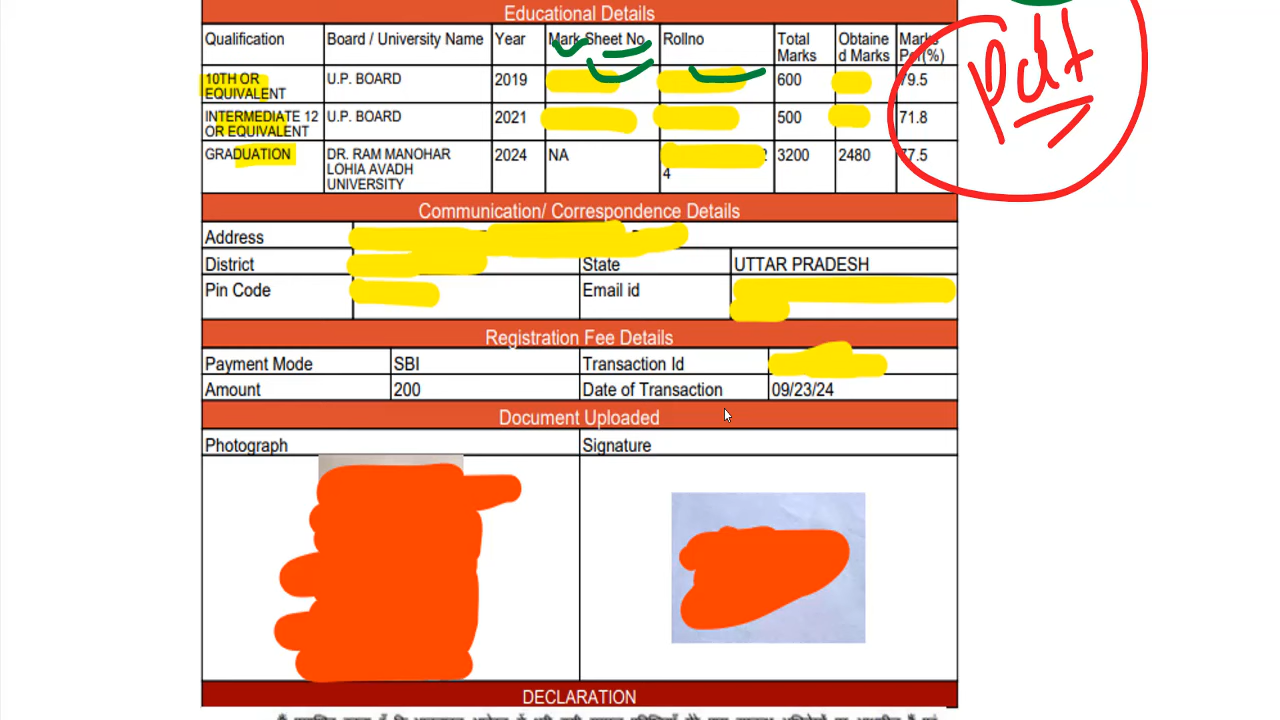 Educational Details
Qualification Board / University Name Year Mark Sheet No. Rollno Total Marks Obtained Marks Marks Per(%)
10TH OR EQUIVALENT U.P. BOARD 2019 600 79.5
INTERMEDIATE 12 OR EQUIVALENT U.P. BOARD 2021 500 71.8
GRADUATION DR. RAM MANOHAR LOHIA AVADH UNIVERSITY 2024 NA 4 3200 2480 77.5
Pdf
Communication/ Correspondence Details
Address
District State UTTAR PRADESH
Pin Code Email id
Registration Fee Details
Payment Mode SBI Transaction Id
Amount 200 Date of Transaction 09/23/24
Document Uploaded
Photograph Signature
DECLARATION